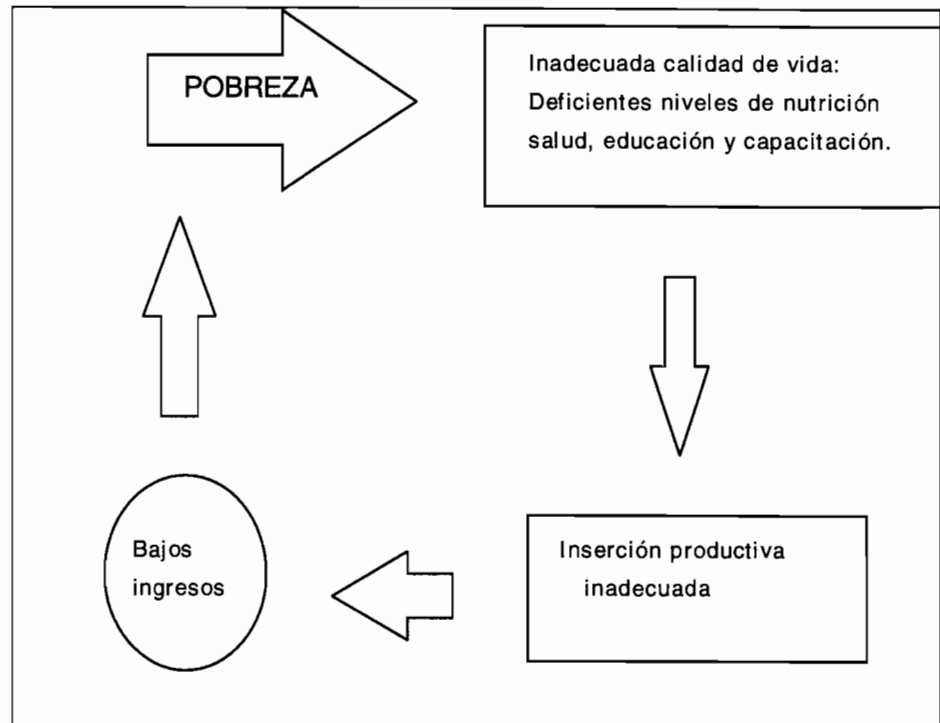 POBREZA
Inadecuada calidad de vida:
Deficientes niveles de nutrición
salud, educación y capacitación.
Inserción productiva
inadecuada
Bajos
ingresos